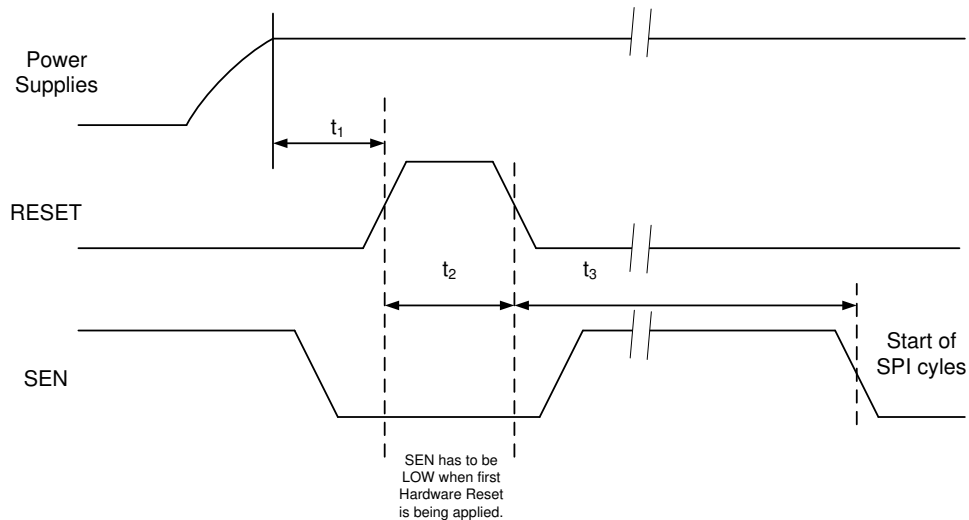 Power
Supplies
t₁
RESET
t₂
t₃
SEN
Start of
SPI cyles
SEN has to be
LOW when first
Hardware Reset
is being applied.